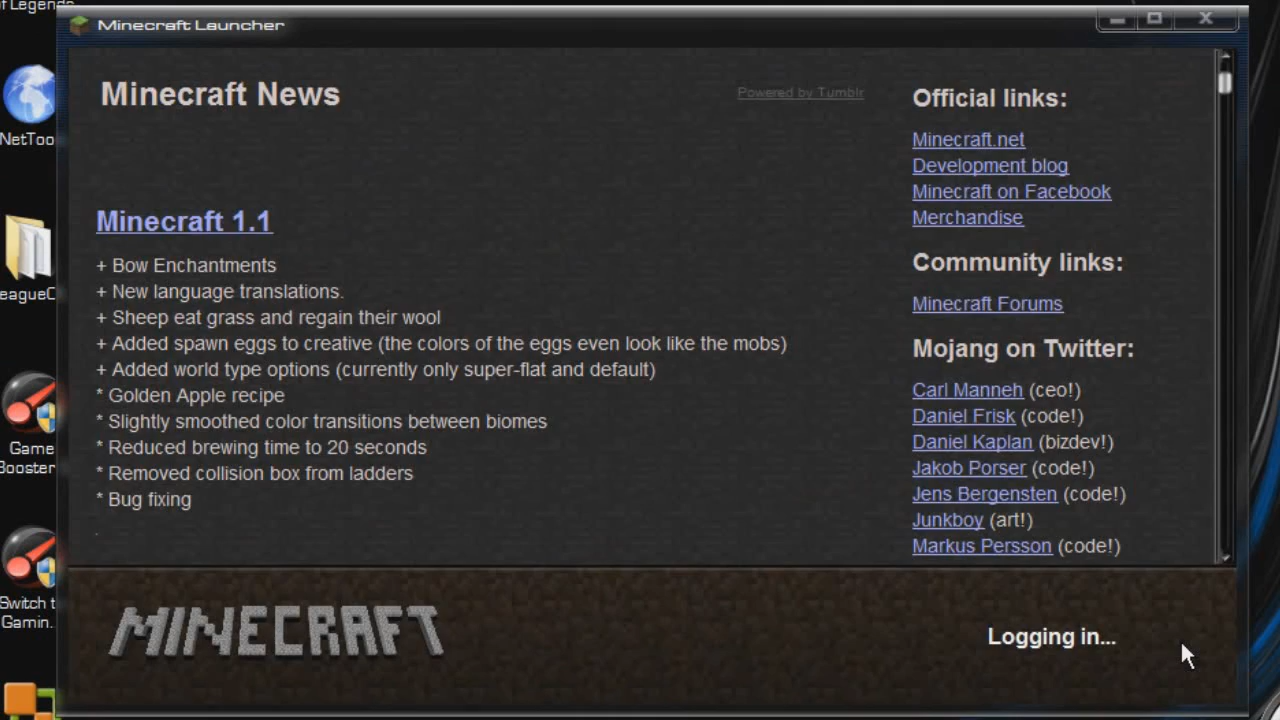 of Legends
Minecraft Launcher
NetToo
eagueC
Game
Booster
Switch t
Gamin.
Minecraft News
Powered by Tumblr
Minecraft 1.1
+ Bow Enchantments
+ New language translations.
+ Sheep eat grass and regain their wool
+ Added spawn eggs to creative (the colors of the eggs even look like the mobs)
+ Added world type options (currently only super-flat and default)
* Golden Apple recipe
* Slightly smoothed color transitions between biomes
* Reduced brewing time to 20 seconds
* Removed collision box from ladders
* Bug fixing
Official links:
Minecraft.net
Development blog
Minecraft on Facebook
Merchandise
Community links:
Minecraft Forums
Mojang on Twitter:
Carl Manneh (ceo!)
Daniel Frisk (code!)
Daniel Kaplan (bizdev!)
Jakob Porser (code!)
Jens Bergensten (code!)
Junkboy (art!)
Markus Persson (code!)
MINECRAFT
Logging in...